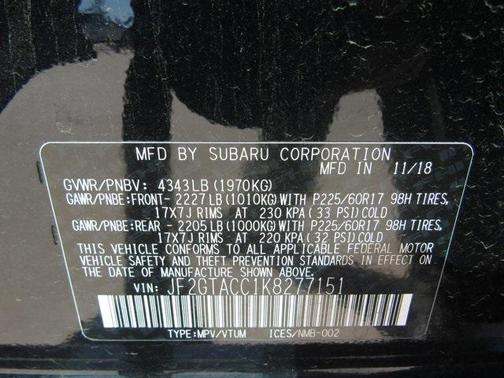 MFD BY SUBARU CORPORATION
MFD IN 11/18
GVWR/PNBV: 4343LB(1970KG)
GAWR/PNBE:FRONT- 2227LB(1010KG)WITH P225/60R17 98H TIRES,
17X7J RIMS AT 230 KPA(33 PSI)COLD
GAWR/PNBE:REAR - 2205LB(1000KG)WITH P225/60R17 98H TIRES,
17X7J RIMS AT 220 KPA(32 PSI)COLD
THIS VEHICLE CONFORMS TO ALL APPLICABLE FEDERAL MOTOR
VEHICLE SAFETY AND THEFT PREVENTION STANDARDS IN EFFECT
ON THE DATE OF MANUFACTURE SHOWN ABOVE.
VIN: JF2GTACC1K8277151
TYPE:MPV/VTUM ICES/NMB-002